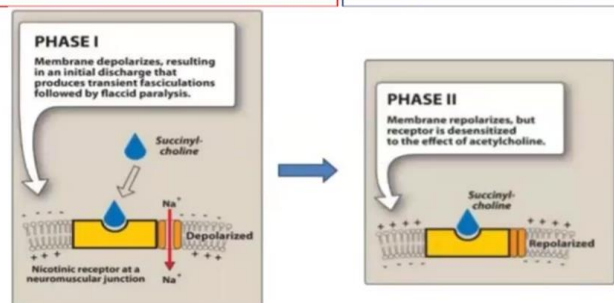 PHASE I
Membrane depolarizes, resulting
in an initial discharge that
produces transient fasciculations
followed by flaccid paralysis.
Succinyl-
choline
Na+
- - - -
- - - -
Depolarized
+ + +
+ + +
Nicotinic receptor at a
neuromuscular junction
Na+
PHASE II
Membrane repolarizes, but
receptor is desensitized
to the effect of acetylcholine.
Succinyl-
choline
+ + + +
+ + + +
Repolarized
- - - -
- - - -